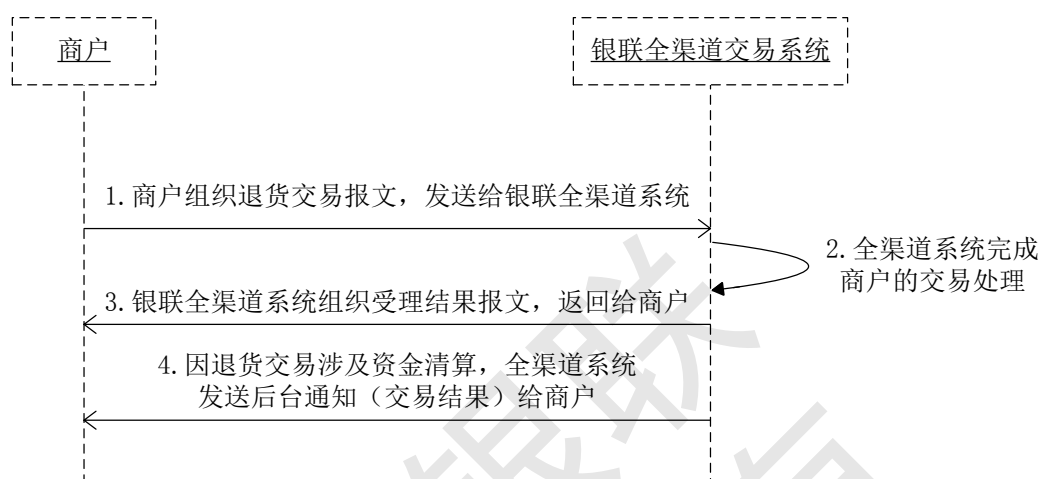 商户
银联全渠道交易系统
1.商户组织退货交易报文，发送给银联全渠道系统
2.全渠道系统完成
商户的交易处理
3.银联全渠道系统组织受理结果报文，返回给商户
4.因退货交易涉及资金清算，全渠道系统
发送后台通知（交易结果）给商户
银联